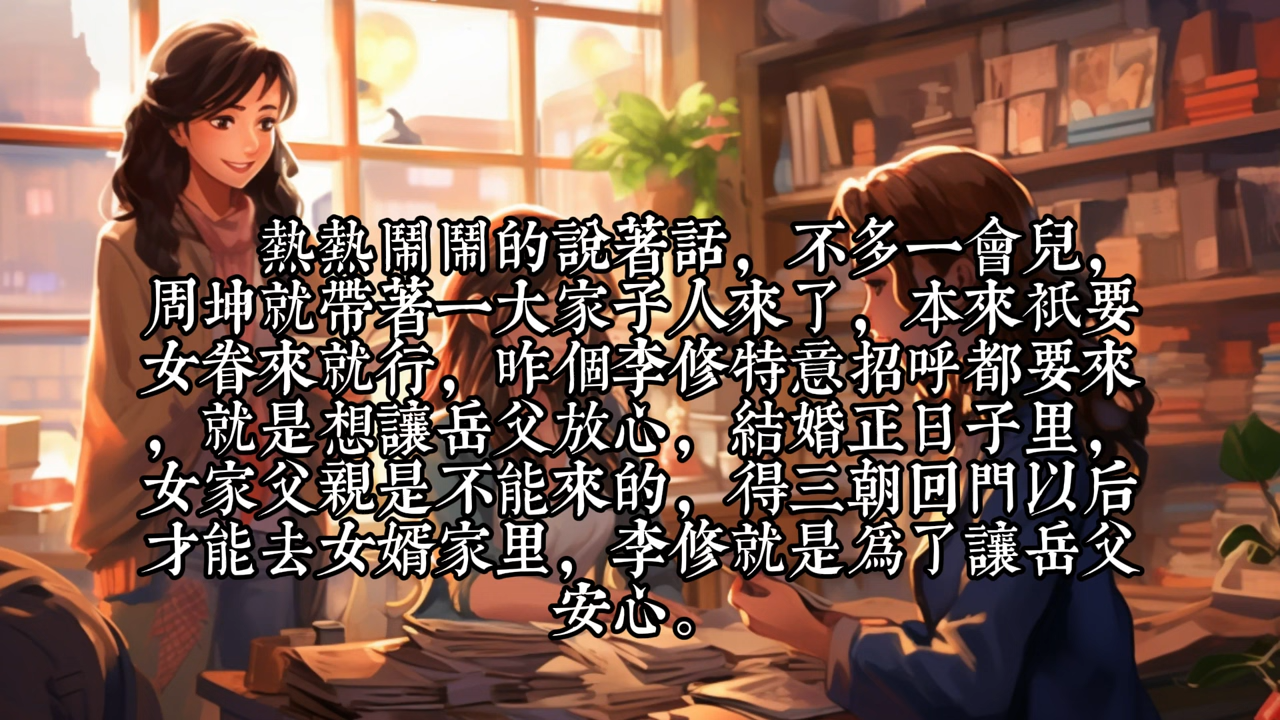 熱熱鬧鬧的說著話，不多一會兒，
周坤就帶著一大家子人來了，本來衹要
女眷來就行，咋個李修特意招呼都要來
，就是想讓岳父放心，結婚正日子里，
女家父親是不能來的，得三朝回門以后
才能去女婿家里，李修就是爲了讓岳父
安心。